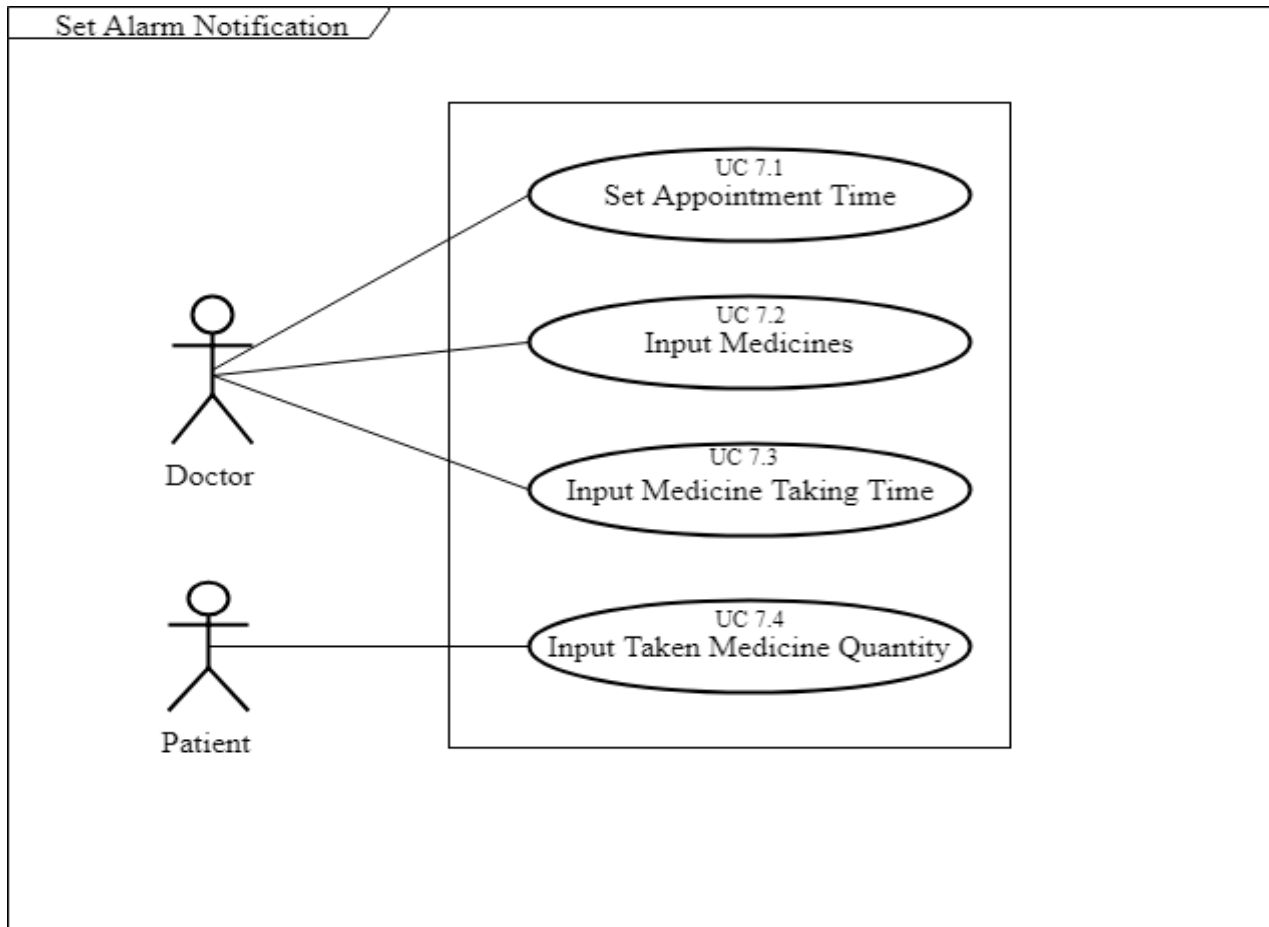 Set Alarm Notification
UC 7.1
Set Appointment Time
UC 7.2
Input Medicines
Doctor
UC 7.3
Input Medicine Taking Time
UC 7.4
Input Taken Medicine Quantity
Patient